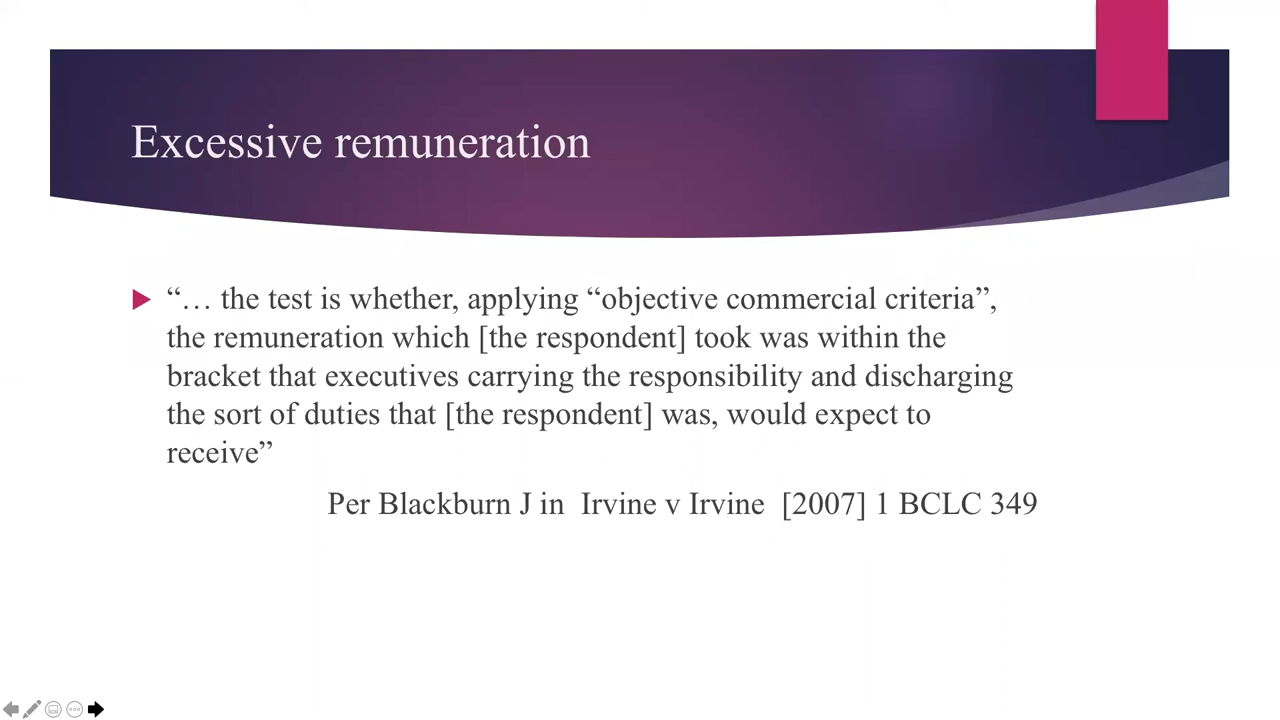 Excessive remuneration
“… the test is whether, applying “objective commercial criteria”,
the remuneration which [the respondent] took was within the
bracket that executives carrying the responsibility and discharging
the sort of duties that [the respondent] was, would expect to
receive”
Per Blackburn J in  Irvine v Irvine  [2007] 1 BCLC 349